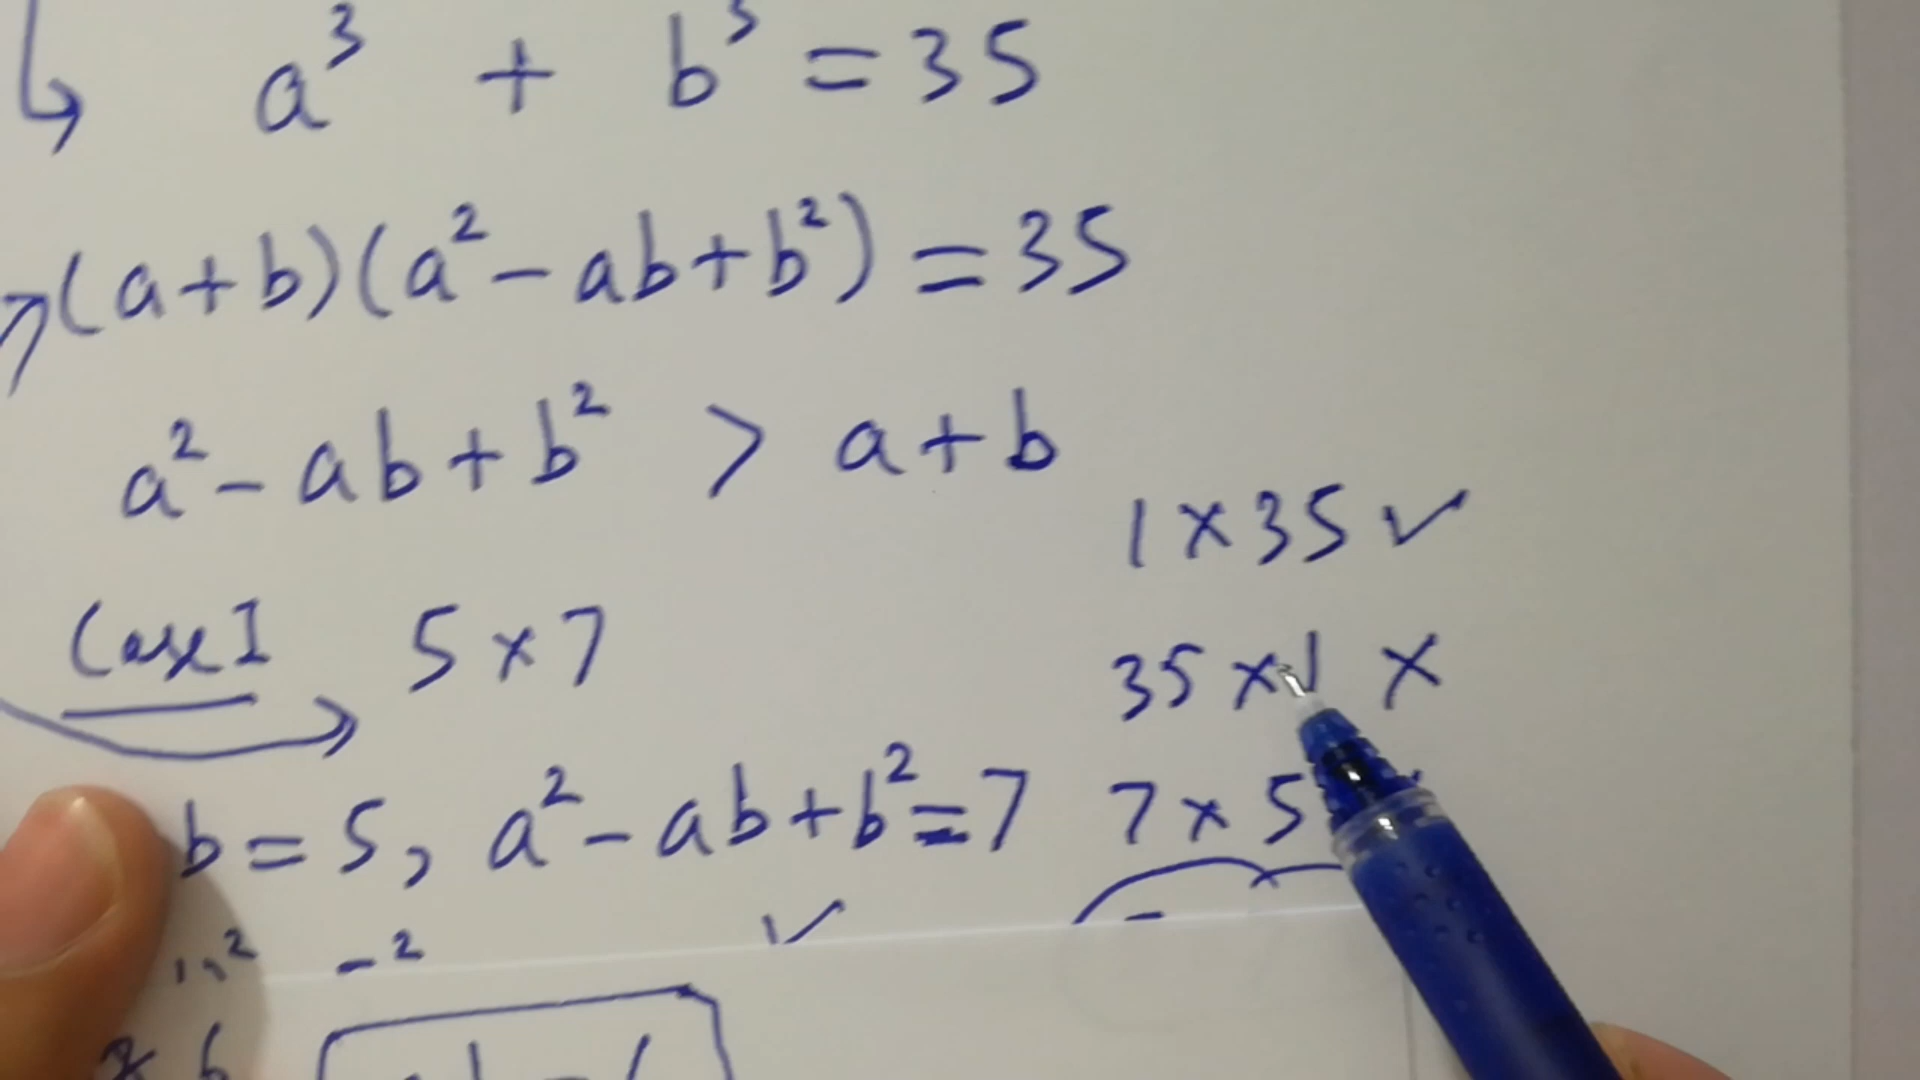 a³ + b³ = 35
(a+b)(a²-ab+b²) = 35
a²-ab+b² > a+b
1×35 ✓
Case I 5×7
35×1 ×
b=5, a²-ab+b²=7
7×5